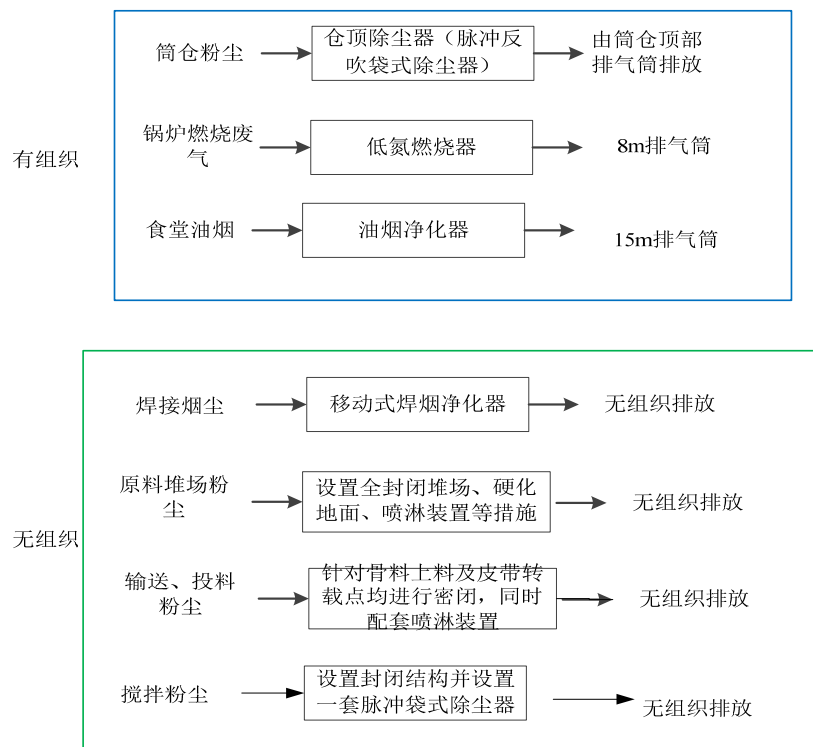 筒仓粉尘
仓顶除尘器（脉冲反
吹袋式除尘器）
由筒仓顶部
排气筒排放
有组织
锅炉燃烧废
气
低氮燃烧器
8m排气筒
食堂油烟
油烟净化器
15m排气筒
焊接烟尘
移动式焊烟净化器
无组织排放
无组织
原料堆场粉
尘
设置全封闭堆场、硬化
地面、喷淋装置等措施
无组织排放
输送、投料
粉尘
针对骨料上料及皮带转
载点均进行密闭，同时
配套喷淋装置
无组织排放
搅拌粉尘
设置封闭结构并设置
一套脉冲袋式除尘器
无组织排放